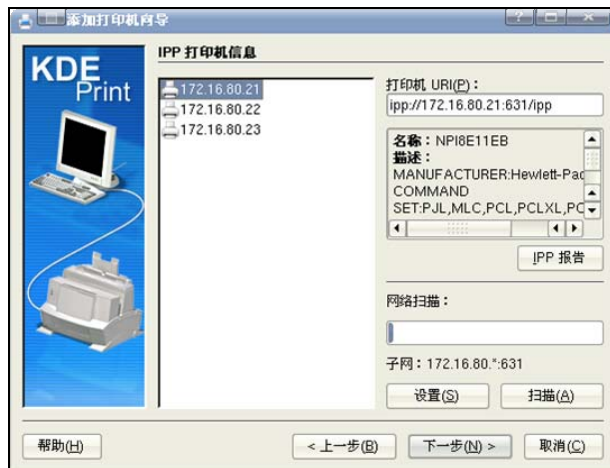 添加打印机向导
KDE
Print
IPP 打印机信息
172.16.80.21
172.16.80.22
172.16.80.23
打印机 URI(P)：
ipp://172.16.80.21:631/ipp
名称：NPI8E11EB
描述：
MANUFACTURER:Hewlett-Pac
COMMAND
SET:PJL,MLC,PCL,PCLXL,PC
IPP 报告
网络扫描：
子网：172.16.80.*:631
设置(S) 扫描(A)
帮助(H) < 上一步(B) 下一步(N) > 取消(C)